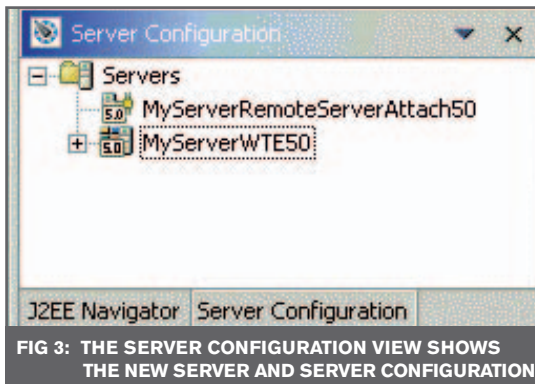 Server Configuration
Servers
5.0 MyServerRemoteServerAttach50
5.0 MyServerWTE50
J2EE Navigator Server Configuration
FIG 3: THE SERVER CONFIGURATION VIEW SHOWS
THE NEW SERVER AND SERVER CONFIGURATION